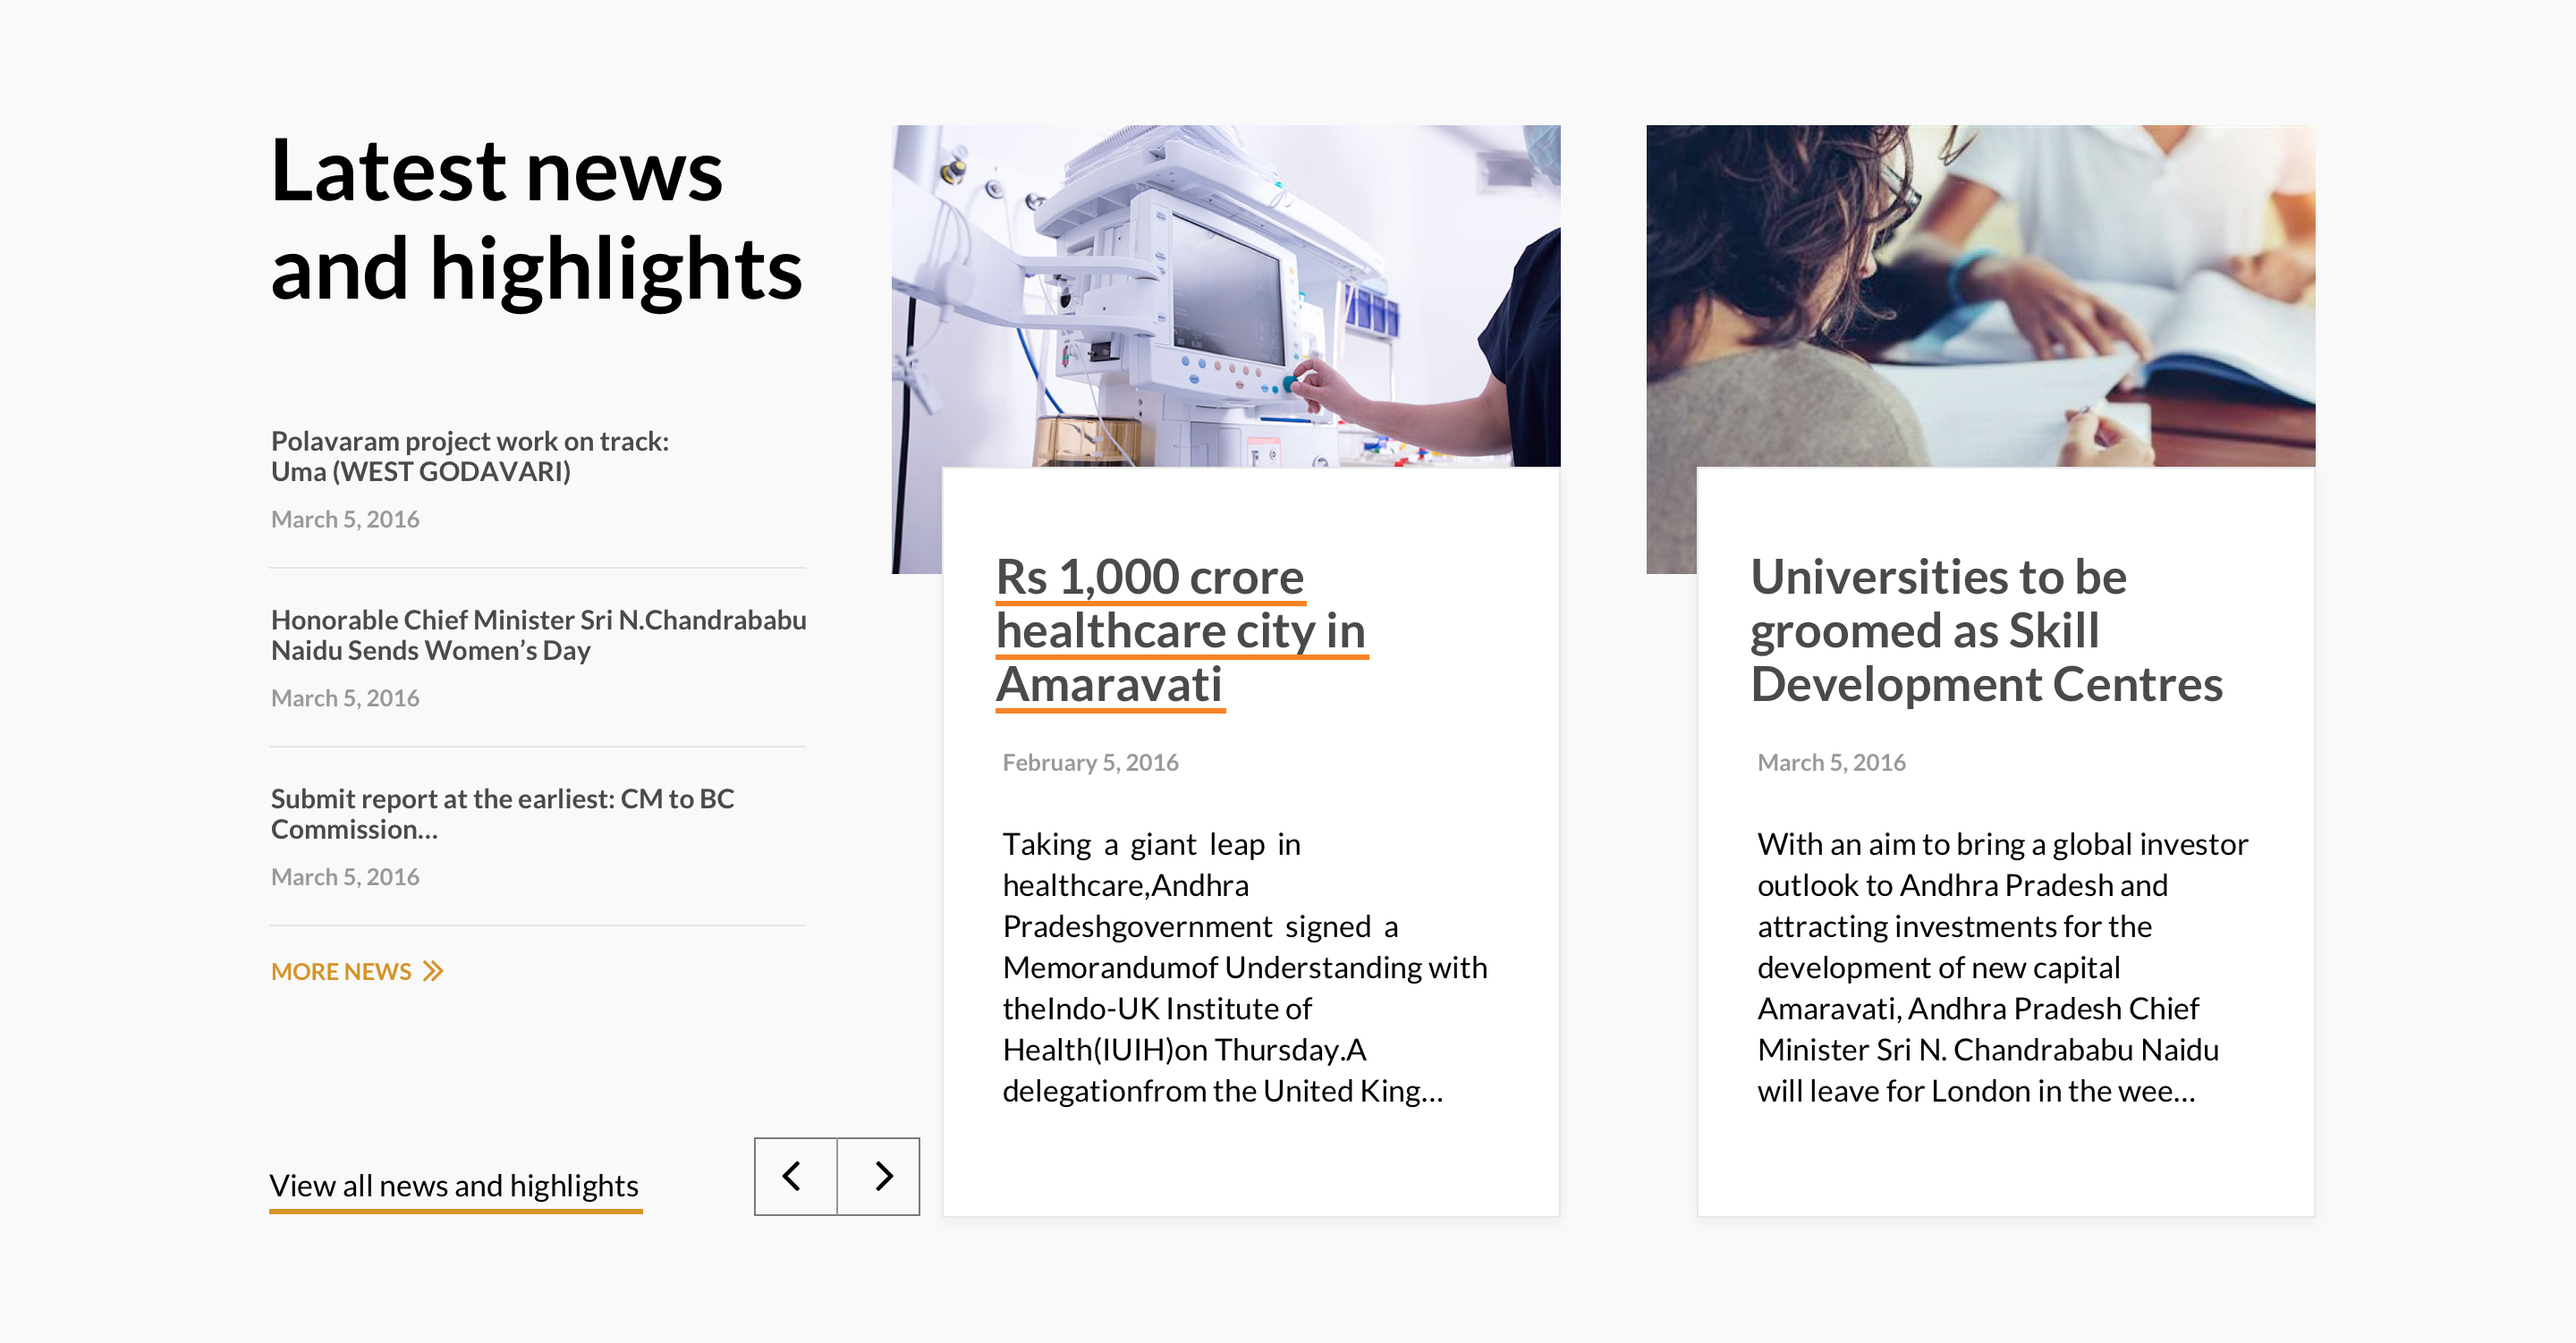 Latest news
and highlights
Polavaram project work on track:
Uma (WEST GODAVARI)
March 5, 2016
Honorable Chief Minister Sri N.Chandrababu
Naidu Sends Women’s Day
March 5, 2016
Submit report at the earliest: CM to BC
Commission...
March 5, 2016
MORE NEWS
View all news and highlights
Rs 1,000 crore
healthcare city in
Amaravati
February 5, 2016
Taking a giant leap in
healthcare,Andhra
Pradeshgovernment signed a
Memorandumof Understanding with
theIndo-UK Institute of
Health(IUIH)on Thursday.A
delegationfrom the United King...
Universities to be
groomed as Skill
Development Centres
March 5, 2016
With an aim to bring a global investor
outlook to Andhra Pradesh and
attracting investments for the
development of new capital
Amaravati, Andhra Pradesh Chief
Minister Sri N. Chandrababu Naidu
will leave for London in the wee...